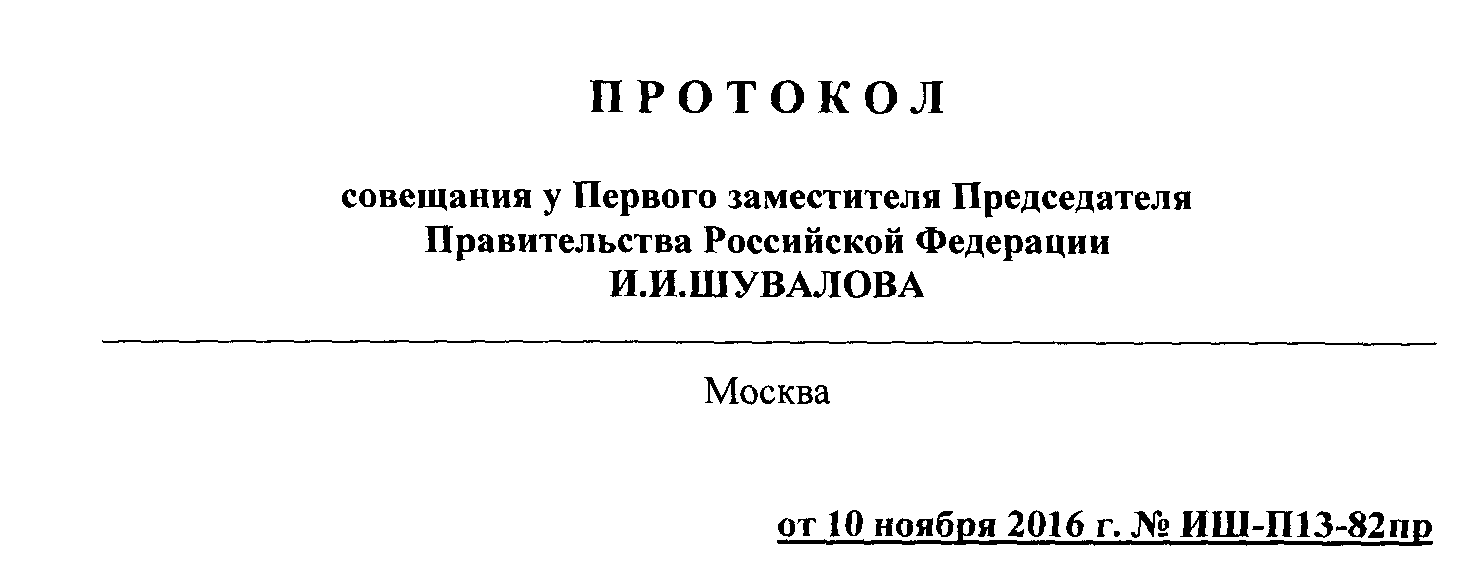 П Р О Т О К О Л
совещания у Первого заместителя Председателя
Правительства Российской Федерации
И.И.ШУВАЛОВА
Москва
от 10 ноября 2016 г. № ИШ-П13-82пр